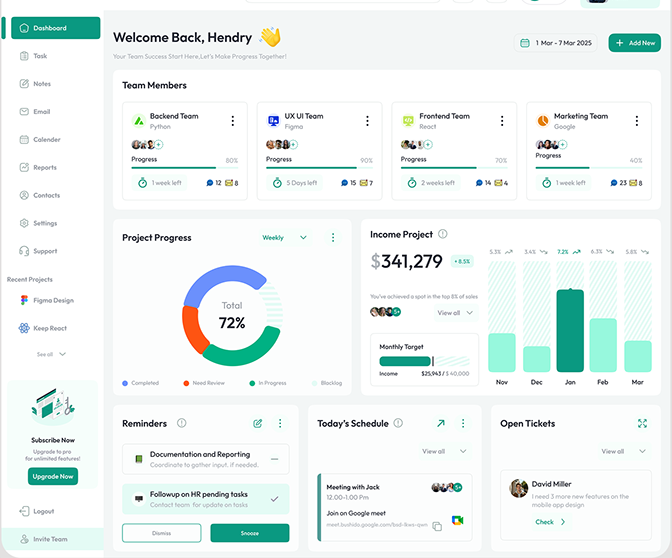 Dashboard
Task
Notes
Email
Calender
Reports
Contacts
Settings
Support
Recent Projects
Figma Design
Keep React
See all
Subscribe Now
Upgrade to pro
for unlimited features!
Upgrade Now
Logout
Invite Team
Welcome Back, Hendry
Your Team Success Start Here,Let's Make Progress Together!
1 Mar - 7 Mar 2025
+ Add New
Team Members
Backend Team
Python
Progress
80%
1 week left
12
8
UX UI Team
Figma
Progress
90%
5 Days left
15
7
Frontend Team
React
Progress
70%
2 weeks left
14
4
Marketing Team
Google
Progress
40%
1 week left
23
8
Project Progress
Weekly
Total
72%
Completed
Need Review
In Progress
Blacklog
Income Project
$341,279
+ 8.5%
You've achieved a spot in the top 8% of sales
5+
View all
Monthly Target
Income
$25,943 / $ 40,000
5.3%
3.4%
7.2%
6.3%
5.8%
Nov
Dec
Jan
Feb
Mar
Reminders
Documentation and Reporting
Coordinate to gather input, if needed.
Followup on HR pending tasks
Contact team for update on tasks
Dismiss
Snooze
Today's Schedule
View all
Meeting with Jack
12.00-1.00 Pm
5+
Join on Google meet
Open Tickets
View all
David Miller
I need 3 more new features on the
mobile app design
Check